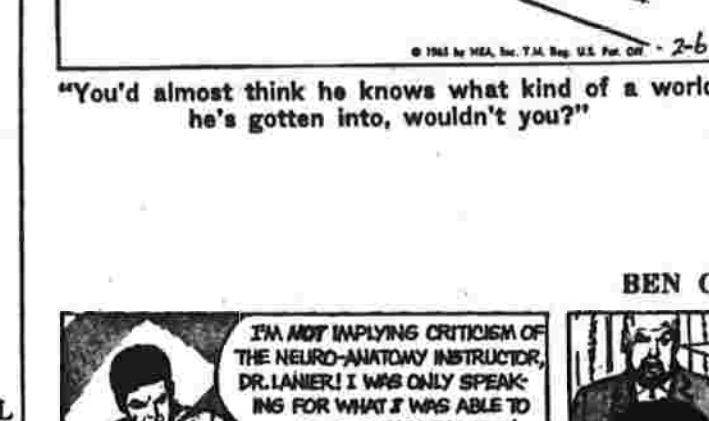 © 1965 by NEA, Inc. T.M. Reg. U.S. Pat. Off. - 2-6
"You'd almost think he knows what kind of a world
he's gotten into, wouldn't you?"
BEN C
I'M NOT IMPLYING CRITICISM OF
THE NEURO-ANATOMY INSTRUCTOR,
DR. LANIER! I WAS ONLY SPEAK-
ING FOR WHAT I WAS ABLE TO
L